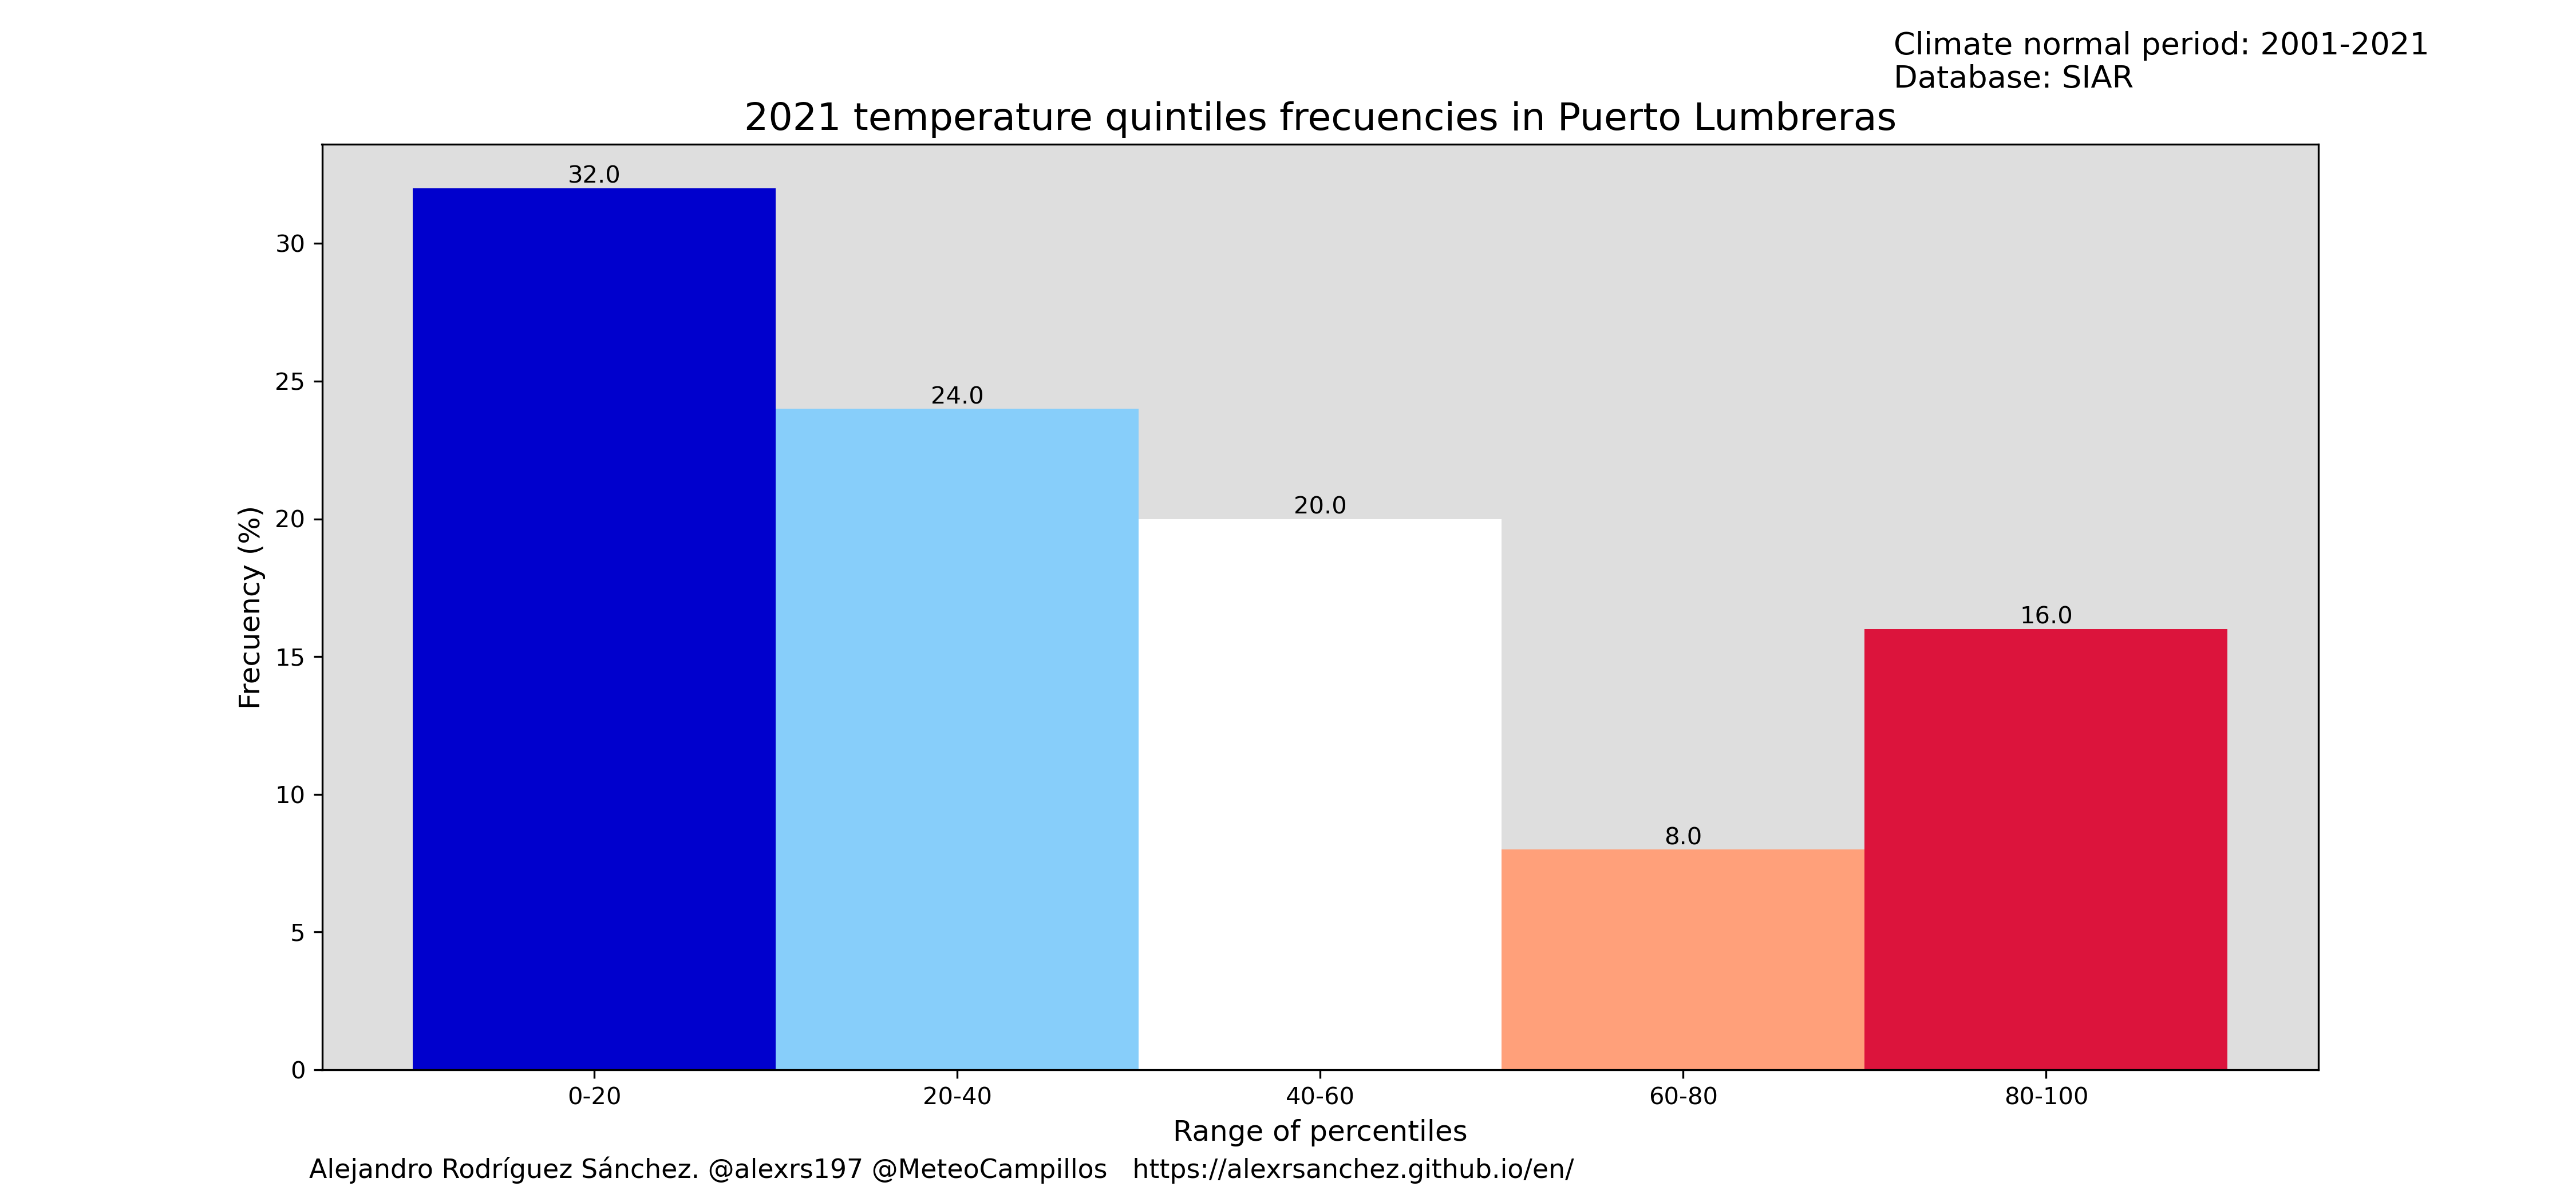 Climate normal period: 2001-2021
Database: SIAR
2021 temperature quintiles frecuencies in Puerto Lumbreras
32.0
24.0
20.0
8.0
16.0
Frecuency (%)
30
25
20
15
10
5
0
0-20
20-40
40-60
60-80
80-100
Range of percentiles
Alejandro Rodríguez Sánchez. @alexrs197 @MeteoCampillos https://alexrsanchez.github.io/en/